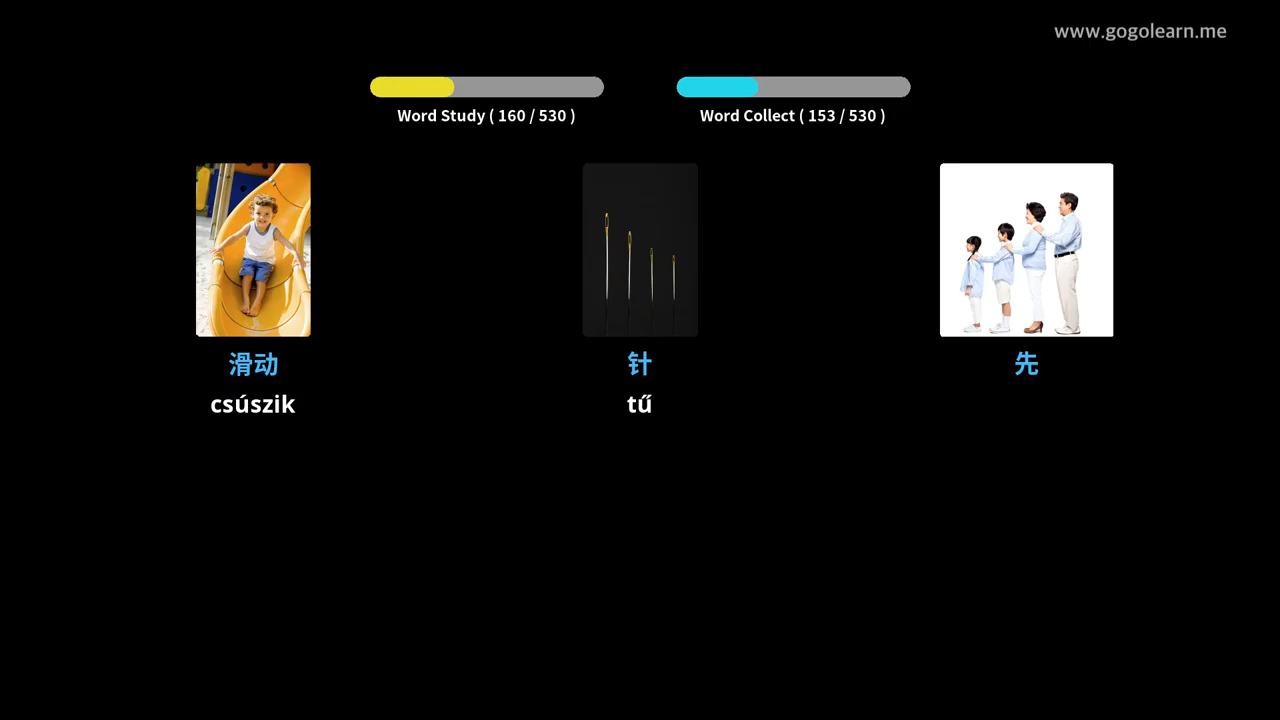 www.gogolearn.me
Word Study ( 160 / 530 )
Word Collect ( 153 / 530 )
滑动
针
先
csúszik
tű